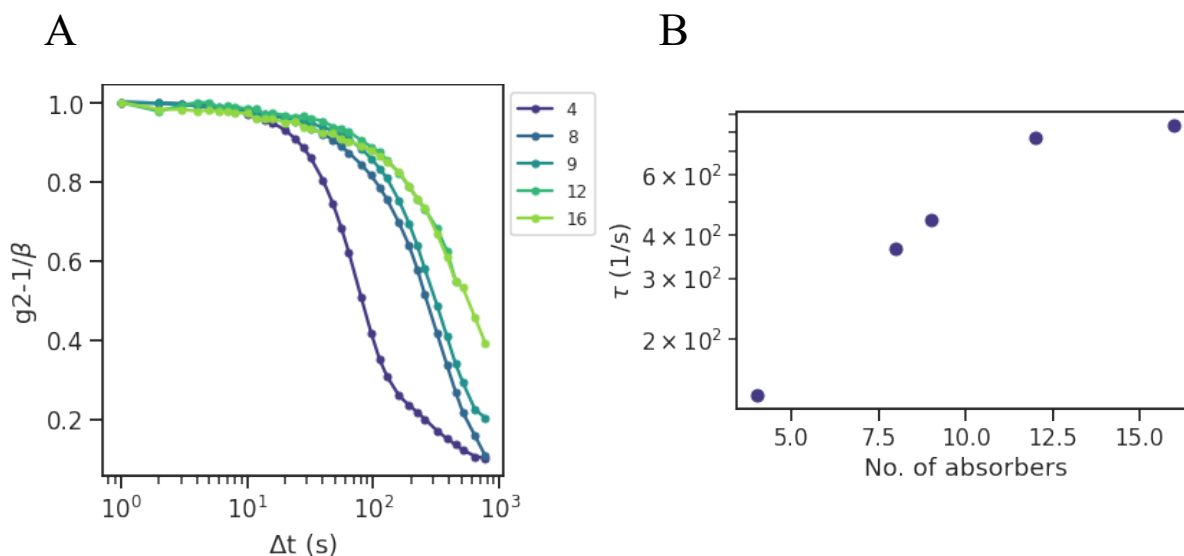 A
B
g2-1/β
1.0
0.8
0.6
0.4
0.2
10⁰
10¹
10²
10³
Δt (s)
4
8
9
12
16
τ (1/s)
6 × 10²
4 × 10²
3 × 10²
2 × 10²
5.0
7.5
10.0
12.5
15.0
No. of absorbers